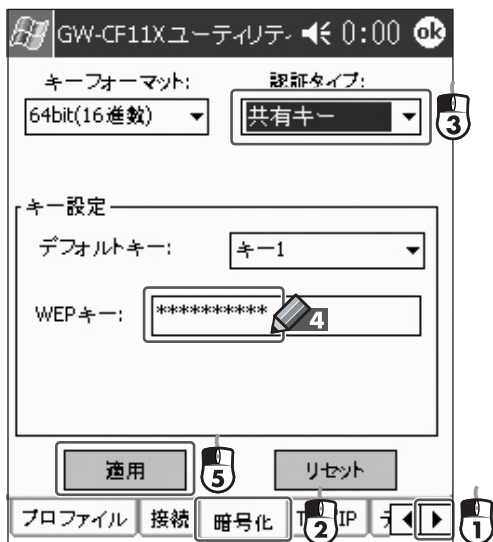 GW-CF11Xユーティリテ 0:00 ok
キーフォーマット: 認証タイプ:
64bit(16進数) 共有キー
3
キー設定
デフォルトキー: キー1
WEPキー: **********
4
適用 リセット
5
プロファイル 接続 暗号化 IP
2 1